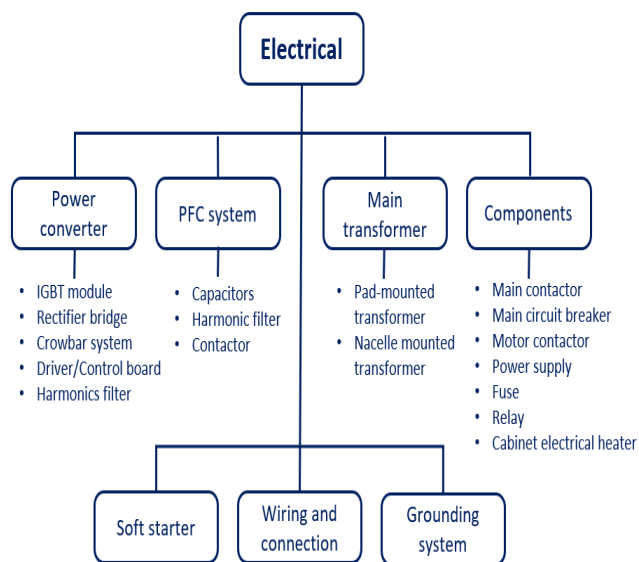 Electrical
Power
converter
PFC system
Main
transformer
Components
• IGBT module
• Rectifier bridge
• Crowbar system
• Driver/Control board
• Harmonics filter
• Capacitors
• Harmonic filter
• Contactor
• Pad-mounted
transformer
• Nacelle mounted
transformer
• Main contactor
• Main circuit breaker
• Motor contactor
• Power supply
• Fuse
• Relay
• Cabinet electrical heater
Soft starter
Wiring and
connection
Grounding
system